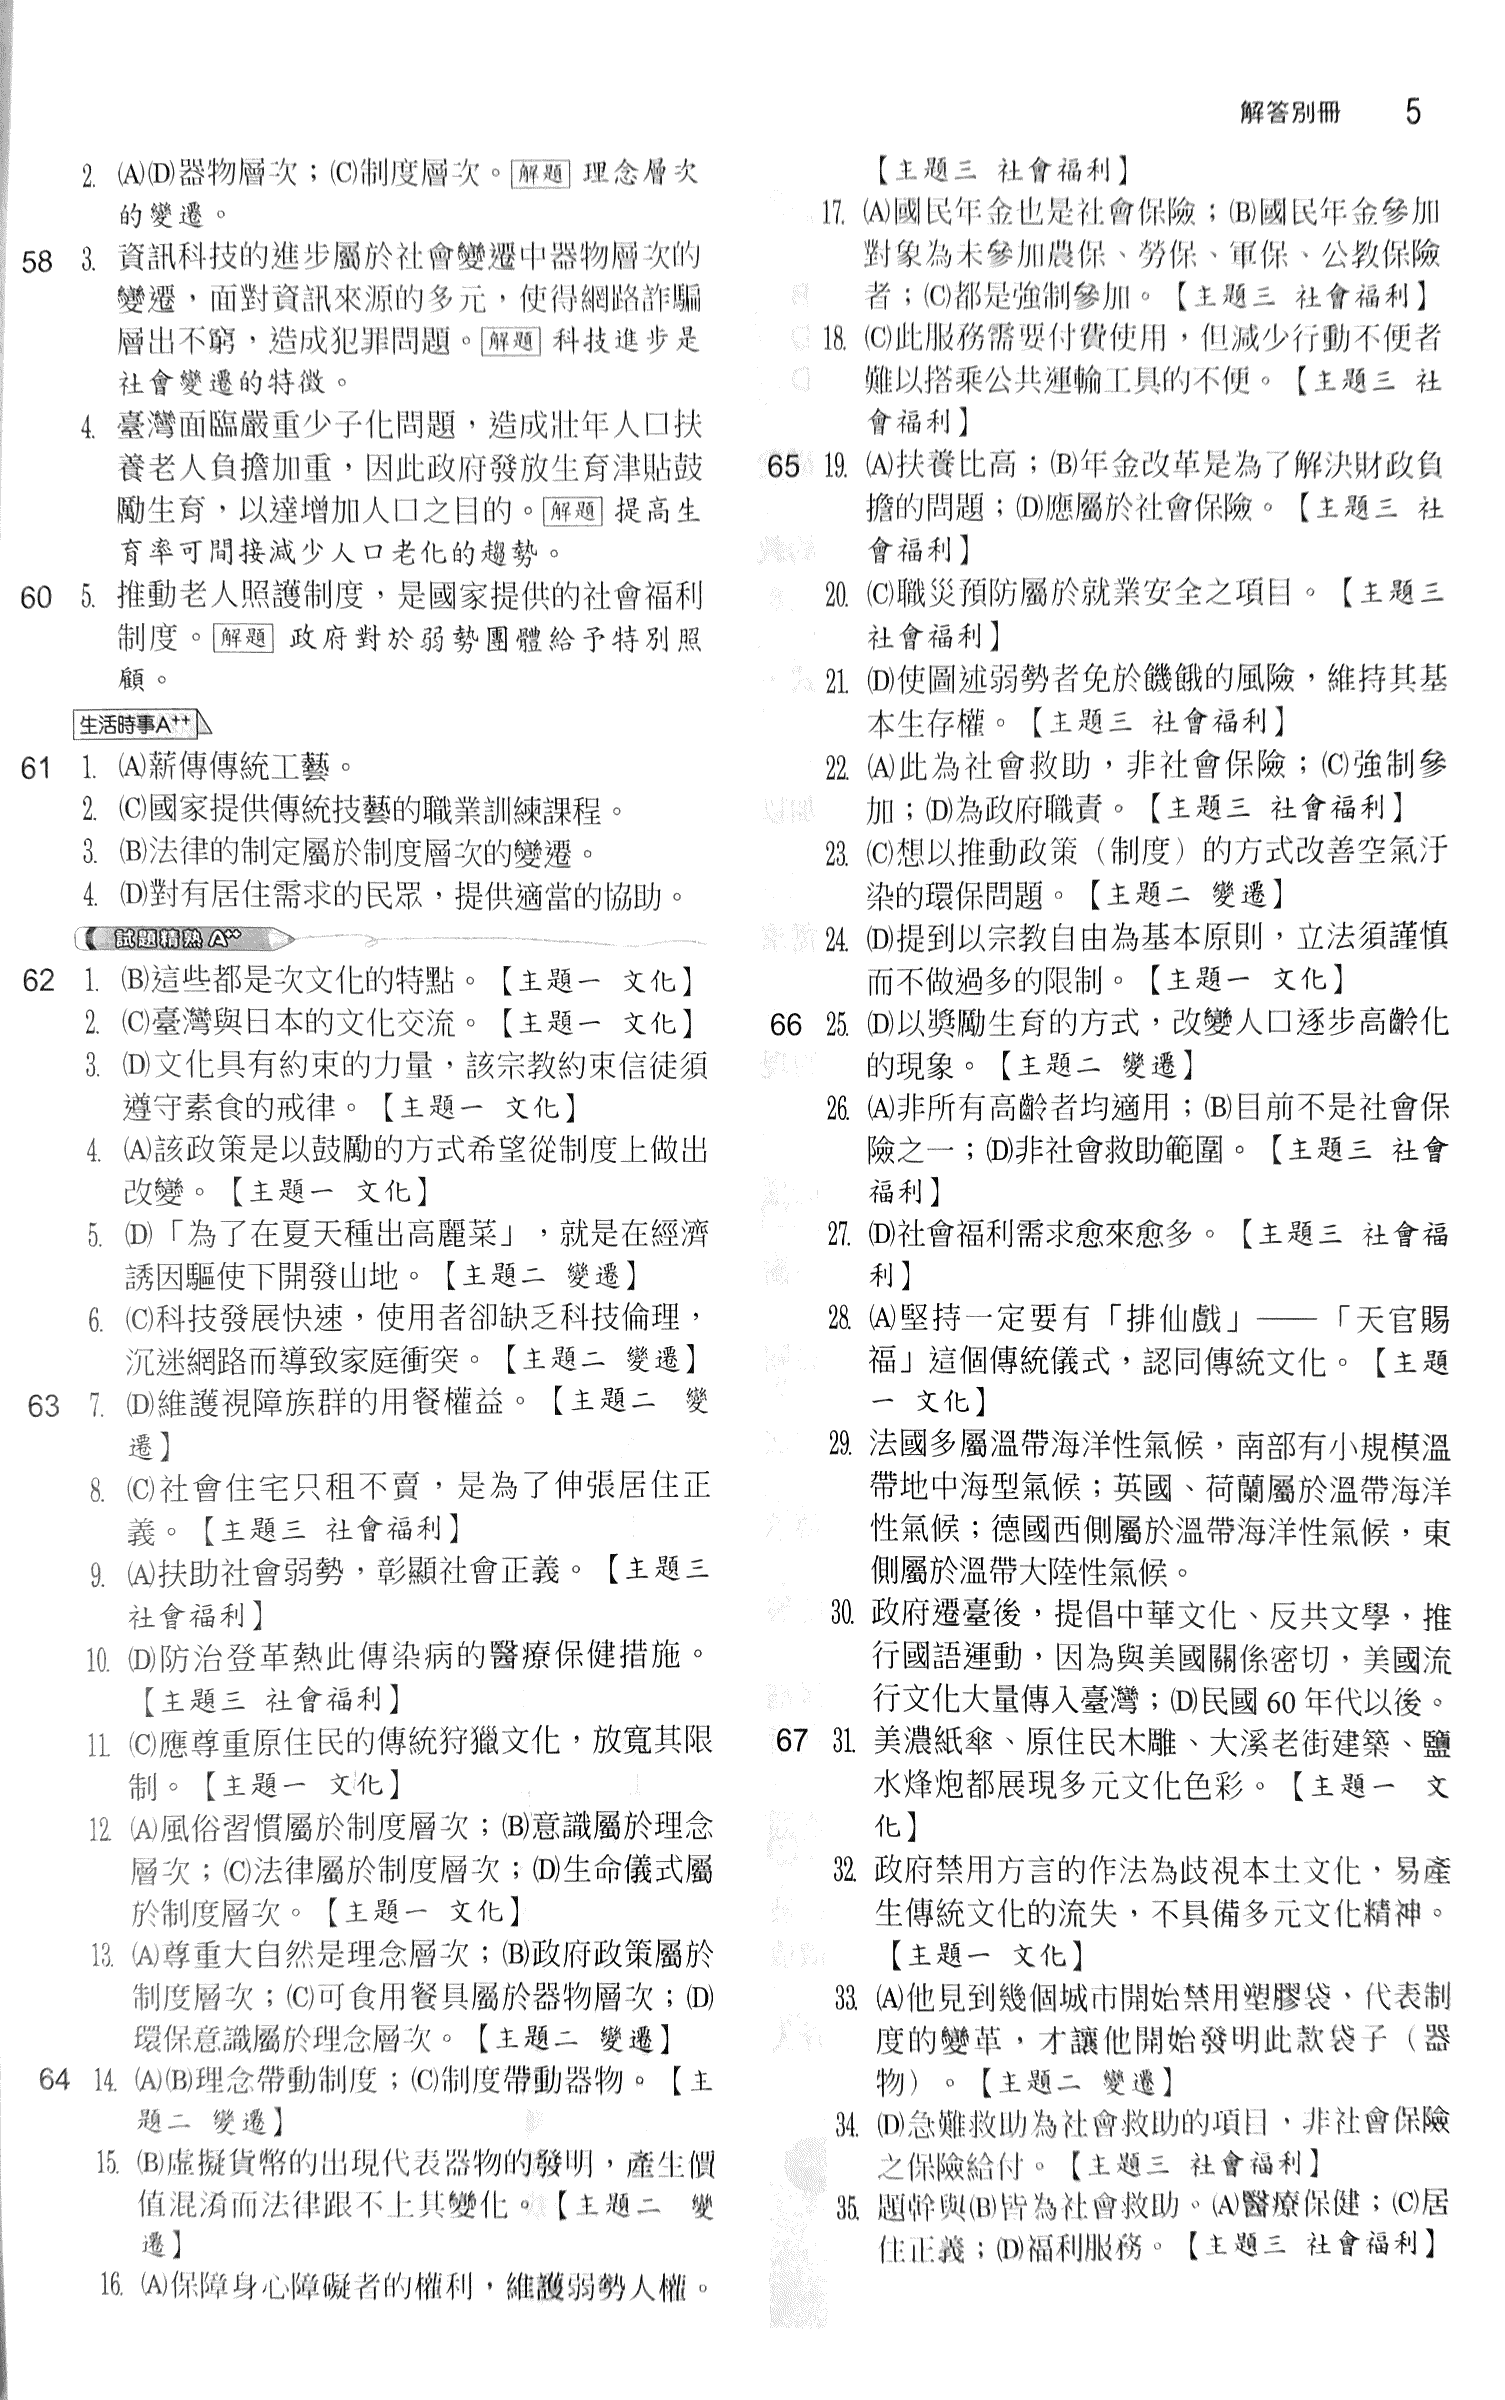 解答別冊 5
2. (A)(D)器物層次；(C)制度層次。解題 理念層次
的變遷。
58 3. 資訊科技的進步屬於社會變遷中器物層次的
變遷，面對資訊來源的多元，使得網路詐騙
層出不窮，造成犯罪問題。解題 科技進步是
社會變遷的特徵。
4. 臺灣面臨嚴重少子化問題，造成壯年人口扶
養老人負擔加重，因此政府發放生育津貼鼓
勵生育，以達增加人口之目的。解題 提高生
育率可間接減少人口老化的趨勢。
60 5. 推動老人照護制度，是國家提供的社會福利
制度。解題 政府對於弱勢團體給予特別照
顧。
生活時事A++
61 1. (A)薪傳傳統工藝。
2. (C)國家提供傳統技藝的職業訓練課程。
3. (B)法律的制定屬於制度層次的變遷。
4. (D)對有居住需求的民眾，提供適當的協助。
試題精熟A++
62 1. (B)這些都是次文化的特點。【主題一 文化】
2. (C)臺灣與日本的文化交流。【主題一 文化】
3. (D)文化具有約束的力量，該宗教約束信徒須
遵守素食的戒律。【主題一 文化】
4. (A)該政策是以鼓勵的方式希望從制度上做出
改變。【主題一 文化】
5. (D)「為了在夏天種出高麗菜」，就是在經濟
誘因驅使下開發山地。【主題二 變遷】
6. (C)科技發展快速，使用者卻缺乏科技倫理，
沉迷網路而導致家庭衝突。【主題二 變遷】
63 7. (D)維護視障族群的用餐權益。【主題二 變
遷】
8. (C)社會住宅只租不賣，是為了伸張居住正
義。【主題三 社會福利】
9. (A)扶助社會弱勢，彰顯社會正義。【主題三
社會福利】
10. (D)防治登革熱此傳染病的醫療保健措施。
【主題三 社會福利】
11. (C)應尊重原住民的傳統狩獵文化，放寬其限
制。【主題一 文化】
12. (A)風俗習慣屬於制度層次；(B)意識屬於理念
層次；(C)法律屬於制度層次；(D)生命儀式屬
於制度層次。【主題一 文化】
13. (A)尊重大自然是理念層次；(B)政府政策屬於
制度層次；(C)可食用餐具屬於器物層次；(D)
環保意識屬於理念層次。【主題二 變遷】
64 14. (A)(B)理念帶動制度；(C)制度帶動器物。【主
題二 變遷】
15. (B)虛擬貨幣的出現代表器物的發明，產生價
值混淆而法律跟不上其變化。【主題二 變
遷】
16. (A)保障身心障礙者的權利，維護弱勢人權。
【主題三 社會福利】
17. (A)國民年金也是社會保險；(B)國民年金參加
對象為未參加農保、勞保、軍保、公教保險
者；(C)都是強制參加。【主題三 社會福利】
18. (C)此服務需要付費使用，但減少行動不便者
難以搭乘公共運輸工具的不便。【主題三 社
會福利】
65 19. (A)扶養比高；(B)年金改革是為了解決財政負
擔的問題；(D)應屬於社會保險。【主題三 社
會福利】
20. (C)職災預防屬於就業安全之項目。【主題三
社會福利】
21. (D)使圖述弱勢者免於饑餓的風險，維持其基
本生存權。【主題三 社會福利】
22. (A)此為社會救助，非社會保險；(C)強制參
加；(D)為政府職責。【主題三 社會福利】
23. (C)想以推動政策（制度）的方式改善空氣汙
染的環保問題。【主題二 變遷】
24. (D)提到以宗教自由為基本原則，立法須謹慎
而不做過多的限制。【主題一 文化】
66 25. (D)以獎勵生育的方式，改變人口逐步高齡化
的現象。【主題二 變遷】
26. (A)非所有高齡者均適用；(B)目前不是社會保
險之一；(D)非社會救助範圍。【主題三 社會
福利】
27. (D)社會福利需求愈來愈多。【主題三 社會福
利】
28. (A)堅持一定要有「排仙戲」——「天官賜
福」這個傳統儀式，認同傳統文化。【主題
一 文化】
29. 法國多屬溫帶海洋性氣候，南部有小規模溫
帶地中海型氣候；英國、荷蘭屬於溫帶海洋
性氣候；德國西側屬於溫帶海洋性氣候，東
側屬於溫帶大陸性氣候。
30. 政府遷臺後，提倡中華文化、反共文學，推
行國語運動，因為與美國關係密切，美國流
行文化大量傳入臺灣；(D)民國 60 年代以後。
67 31. 美濃紙傘、原住民木雕、大溪老街建築、鹽
水烽炮都展現多元文化色彩。【主題一 文
化】
32. 政府禁用方言的作法為歧視本土文化，易產
生傳統文化的流失，不具備多元文化精神。
【主題一 文化】
33. (A)他見到幾個城市開始禁用塑膠袋，代表制
度的變革，才讓他開始發明此款袋子（器
物）。【主題二 變遷】
34. (D)急難救助為社會救助的項目，非社會保險
之保險給付。【主題三 社會福利】
35. 題幹與(B)皆為社會救助。(A)醫療保健；(C)居
住正義；(D)福利服務。【主題三 社會福利】